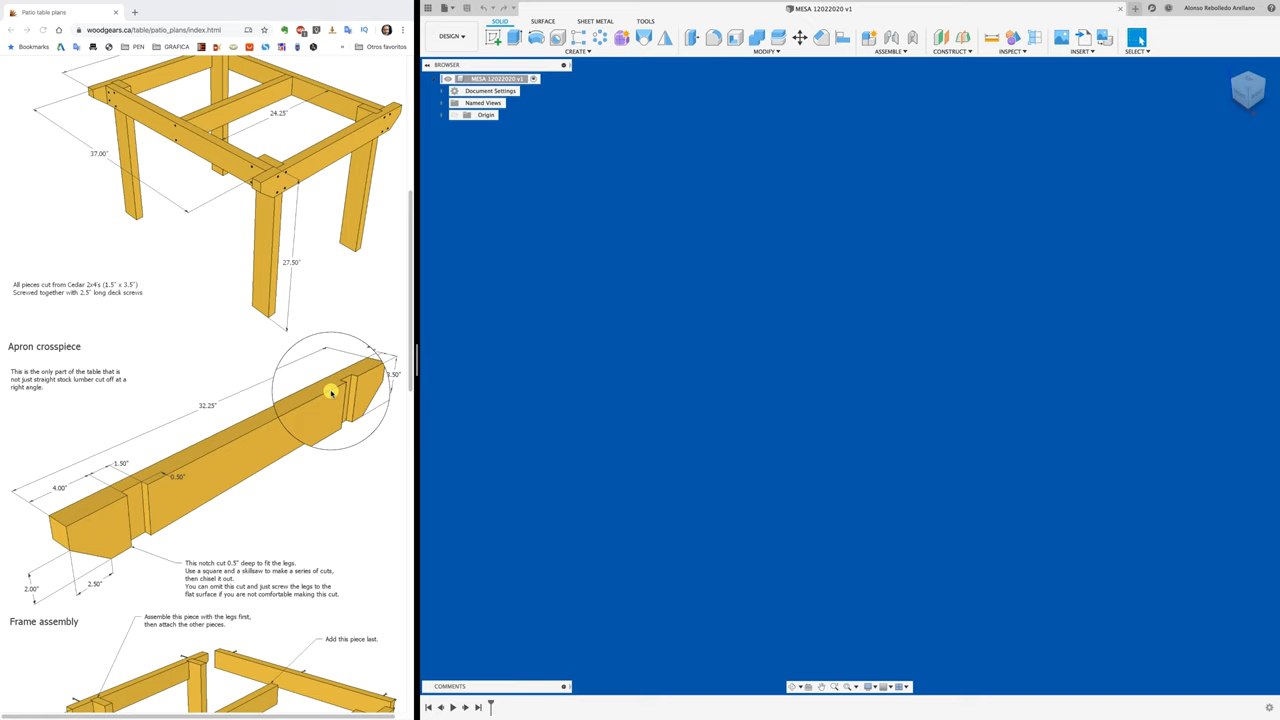 Patio table plans
woodgears.ca/table/patio_plans/index.html
Bookmarks
PEN
GRAFICA
Otros favoritos
24.25"
37.00"
27.50"
All pieces cut from Cedar 2x4's (1.5" x 3.5")
Screwed together with 2.5" long deck screws
Apron crosspiece
This is the only part of the table that is
not just straight stock lumber cut off at a
right angle.
3.50"
32.25"
1.50"
0.50"
4.00"
2.00"
2.50"
This notch cut 0.5" deep to fit the legs.
Use a square and a skillsaw to make a series of cuts,
then chisel it out.
You can omit this cut and just screw the legs to the
flat surface if you are not comfortable making this cut.
Frame assembly
Assemble this piece with the legs first,
then attach the other pieces.
Add this piece last.
MESA 12022020 v1
Alonso Rebolledo Arellano
SOLID
SURFACE
SHEET METAL
TOOLS
DESIGN
CREATE
MODIFY
ASSEMBLE
CONSTRUCT
INSPECT
INSERT
SELECT
BROWSER
MESA 12022020 v1
Document Settings
Named Views
Origin
COMMENTS